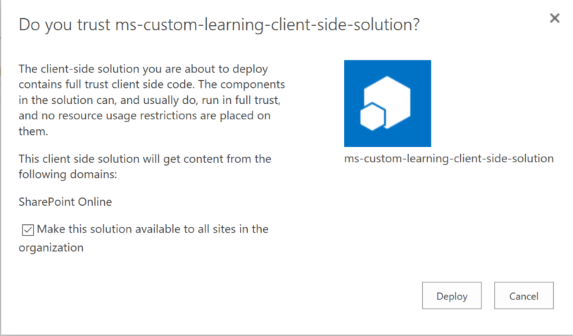 Do you trust ms-custom-learning-client-side-solution?
The client-side solution you are about to deploy
contains full trust client side code. The components
in the solution can, and usually do, run in full trust,
and no resource usage restrictions are placed on
them.
This client side solution will get content from the
following domains:
SharePoint Online
Make this solution available to all sites in the
organization
ms-custom-learning-client-side-solution
Deploy
Cancel